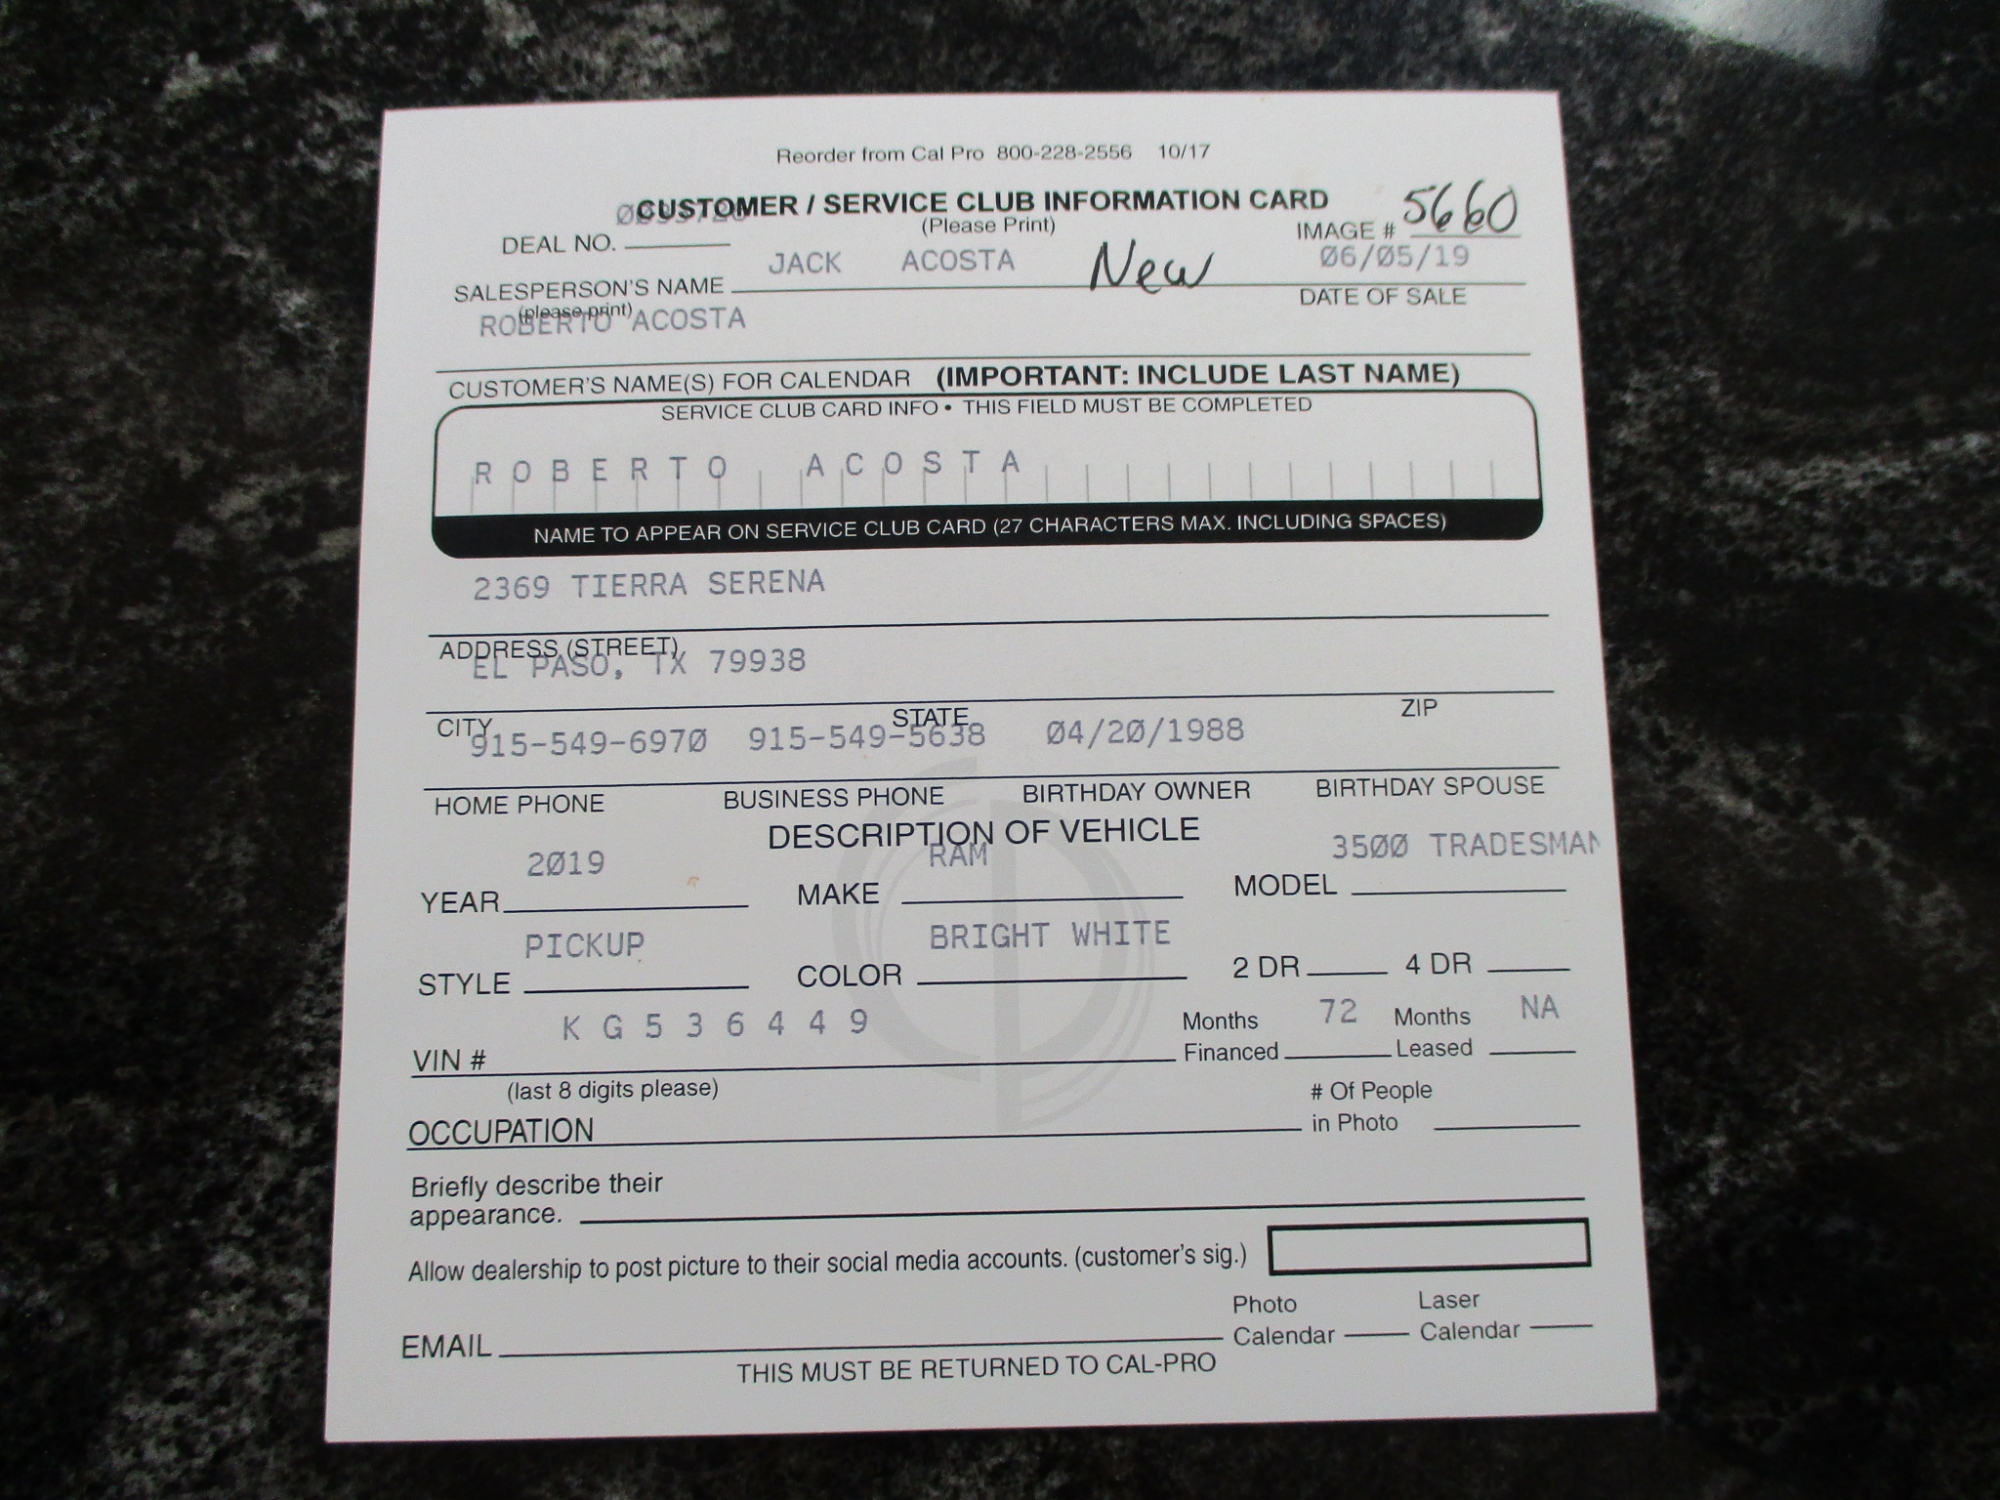 Reorder from Cal Pro 800-228-2556 10/17
CUSTOMER / SERVICE CLUB INFORMATION CARD
(Please Print)
DEAL NO.
IMAGE # 5660
JACK ACOSTA New 06/05/19
SALESPERSON'S NAME DATE OF SALE
(please print)
ROBERTO ACOSTA
CUSTOMER'S NAME(S) FOR CALENDAR (IMPORTANT: INCLUDE LAST NAME)
SERVICE CLUB CARD INFO • THIS FIELD MUST BE COMPLETED
ROBERTO ACOSTA
NAME TO APPEAR ON SERVICE CLUB CARD (27 CHARACTERS MAX. INCLUDING SPACES)
2369 TIERRA SERENA
ADDRESS (STREET)
EL PASO, TX 79938
CITY STATE ZIP
915-549-6970 915-549-5638 04/20/1988
HOME PHONE BUSINESS PHONE BIRTHDAY OWNER BIRTHDAY SPOUSE
DESCRIPTION OF VEHICLE
2019 RAM 3500 TRADESMAN
YEAR MAKE MODEL
PICKUP BRIGHT WHITE
STYLE COLOR 2 DR 4 DR
KG536449 Months 72 Months NA
VIN # Financed Leased
(last 8 digits please) # Of People
OCCUPATION in Photo
Briefly describe their
appearance.
Allow dealership to post picture to their social media accounts. (customer's sig.)
Photo Laser
EMAIL Calendar Calendar
THIS MUST BE RETURNED TO CAL-PRO